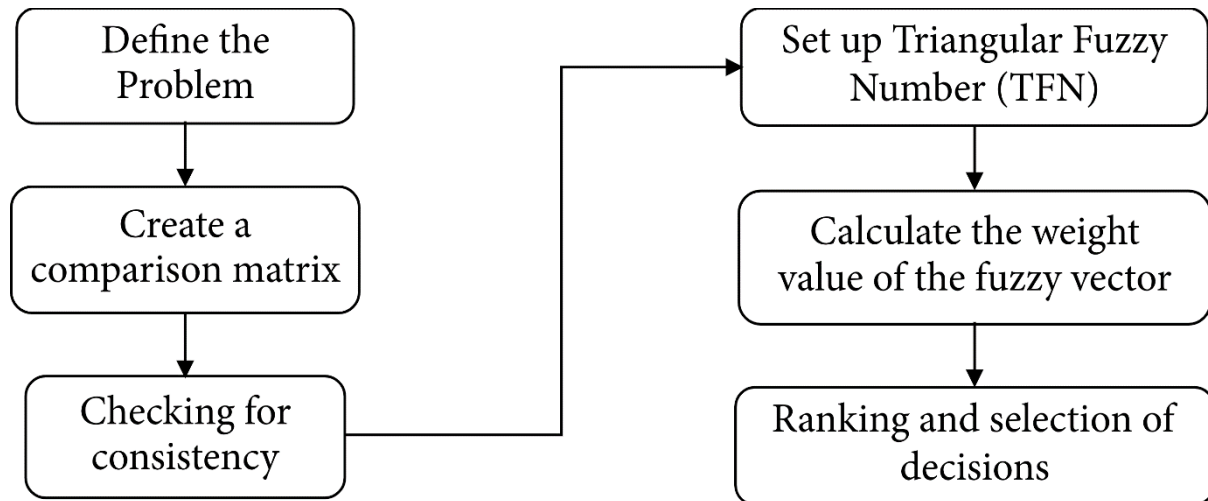 Define the
Problem
Create a
comparison matrix
Checking for
consistency
Set up Triangular Fuzzy
Number (TFN)
Calculate the weight
value of the fuzzy vector
Ranking and selection of
decisions